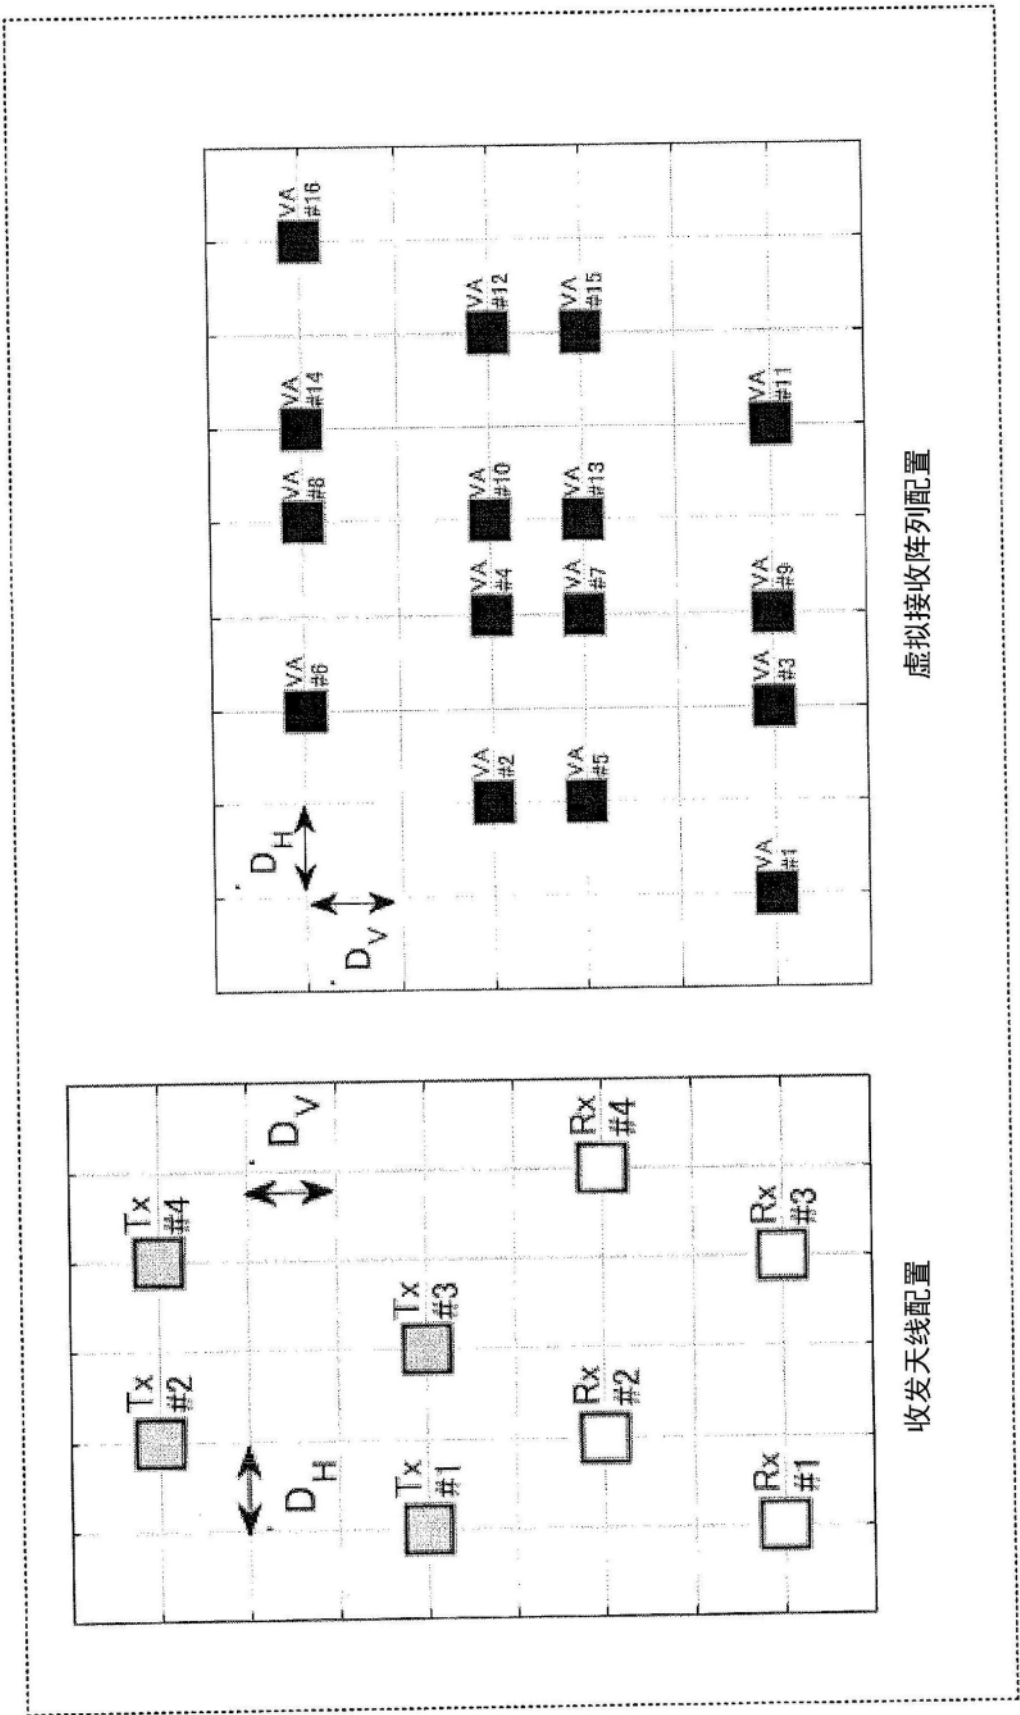 Tx
#2
Tx
#4
D_V
D_H
Tx
#1
Tx
#3
Rx
#2
Rx
#4
Rx
#1
Rx
#3
收发天线配置
D_H
D_V
VA
#6
VA
#8
VA
#14
VA
#16
VA
#2
VA
#4
VA
#10
VA
#12
VA
#5
VA
#7
VA
#13
VA
#15
VA
#1
VA
#3
VA
#9
VA
#11
虚拟接收阵列配置